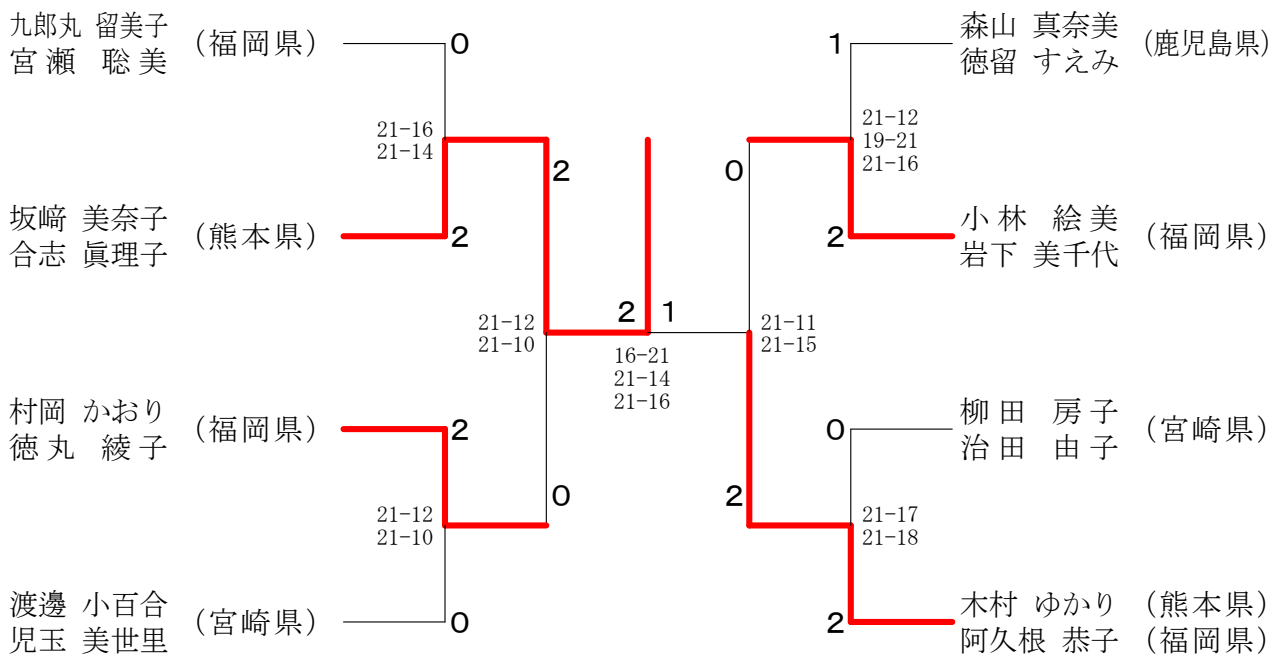 九郎丸 留美子
宮瀬 聡美
(福岡県)
0
21-16
21-14
2
坂﨑 美奈子
合志 眞理子
(熊本県)
2
21-12
21-10
村岡 かおり
徳丸 綾子
(福岡県)
2
0
21-12
21-10
渡邊 小百合
児玉 美世里
(宮崎県)
0
2 1
16-21
21-14
21-16
森山 真奈美
徳留 すえみ
(鹿児島県)
1
21-12
19-21
21-16
0
小林 絵美
岩下 美千代
(福岡県)
2
21-11
21-15
柳田 房子
治田 由子
(宮崎県)
0
2
21-17
21-18
木村 ゆかり (熊本県)
阿久根 恭子 (福岡県)
2